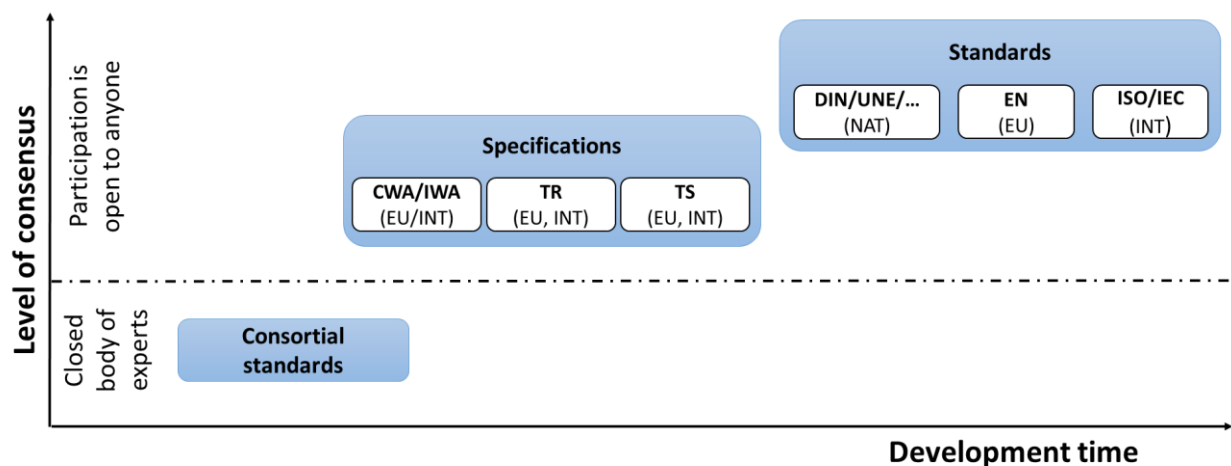 Level of consensus
Participation is
open to anyone
Closed
body of
experts
Standards
DIN/UNE/...
(NAT)
EN
(EU)
ISO/IEC
(INT)
Specifications
CWA/IWA
(EU/INT)
TR
(EU, INT)
TS
(EU, INT)
Consortial
standards
Development time